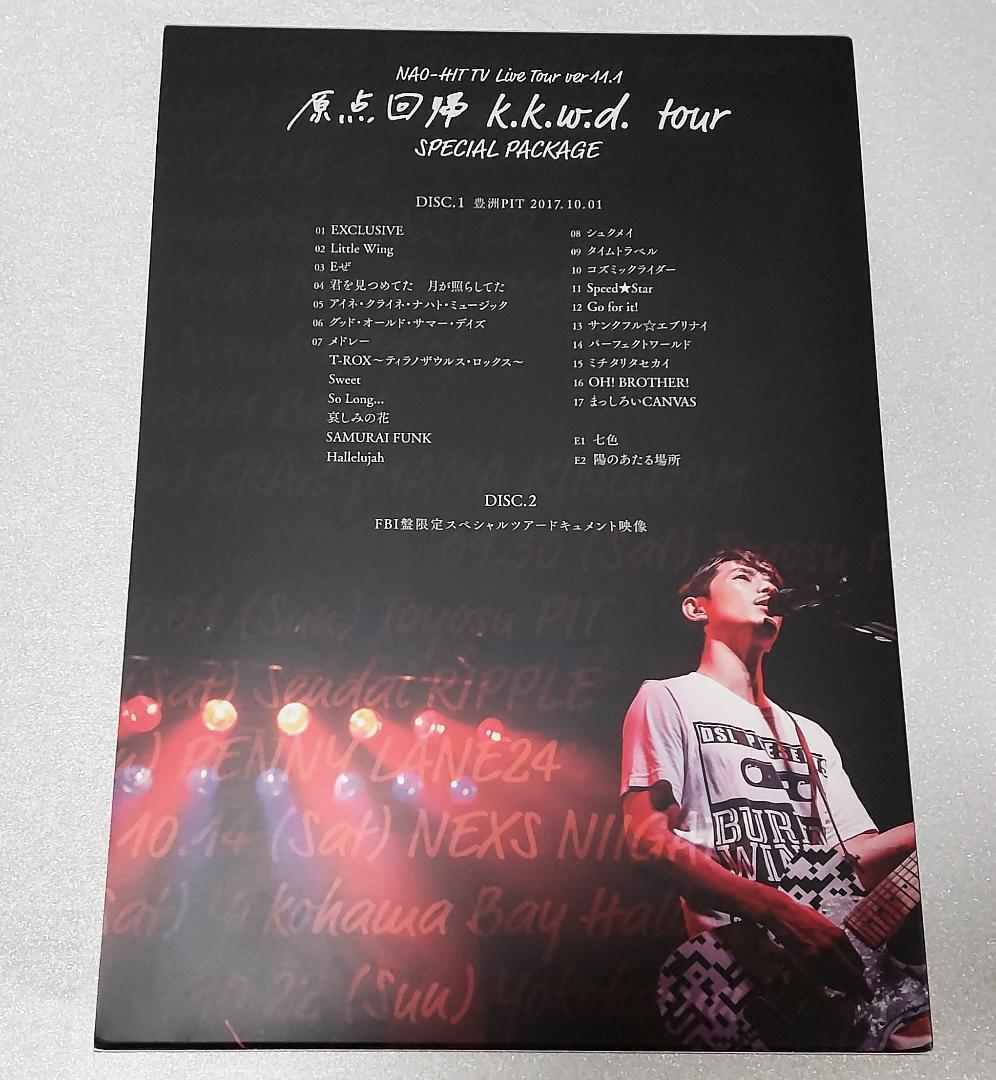 NAO-HIT TV Live Tour ver11.1
原点回帰 k.k.w.d. tour
SPECIAL PACKAGE
DISC.1 豊洲PIT 2017.10.01
01 EXCLUSIVE
02 Little Wing
03 Eぜ
04 君を見つめてた 月が照らしてた
05 アイネ・クライネ・ナハト・ミュージック
06 グッド・オールド・サマー・デイズ
07 メドレー
T-ROX〜ティラノザウルス・ロックス〜
Sweet
So Long...
哀しみの花
SAMURAI FUNK
Hallelujah
08 シュクメイ
09 タイムトラベル
10 コズミックライダー
11 Speed★Star
12 Go for it!
13 サンクフル☆エブリナイ
14 パーフェクトワールド
15 ミチタリタセカイ
16 OH! BROTHER!
17 まっしろいCANVAS
E1 七色
E2 陽のあたる場所
DISC.2
FBI盤限定スペシャルツアードキュメント映像
09.30 (Sat)
(Sun) Toyosu PIT
(Sat) Sendai RIPPLE
PENNY LANE24
10.14 (Sat) NEXS NIIGA
Bay Hall
10.22 (Sun)